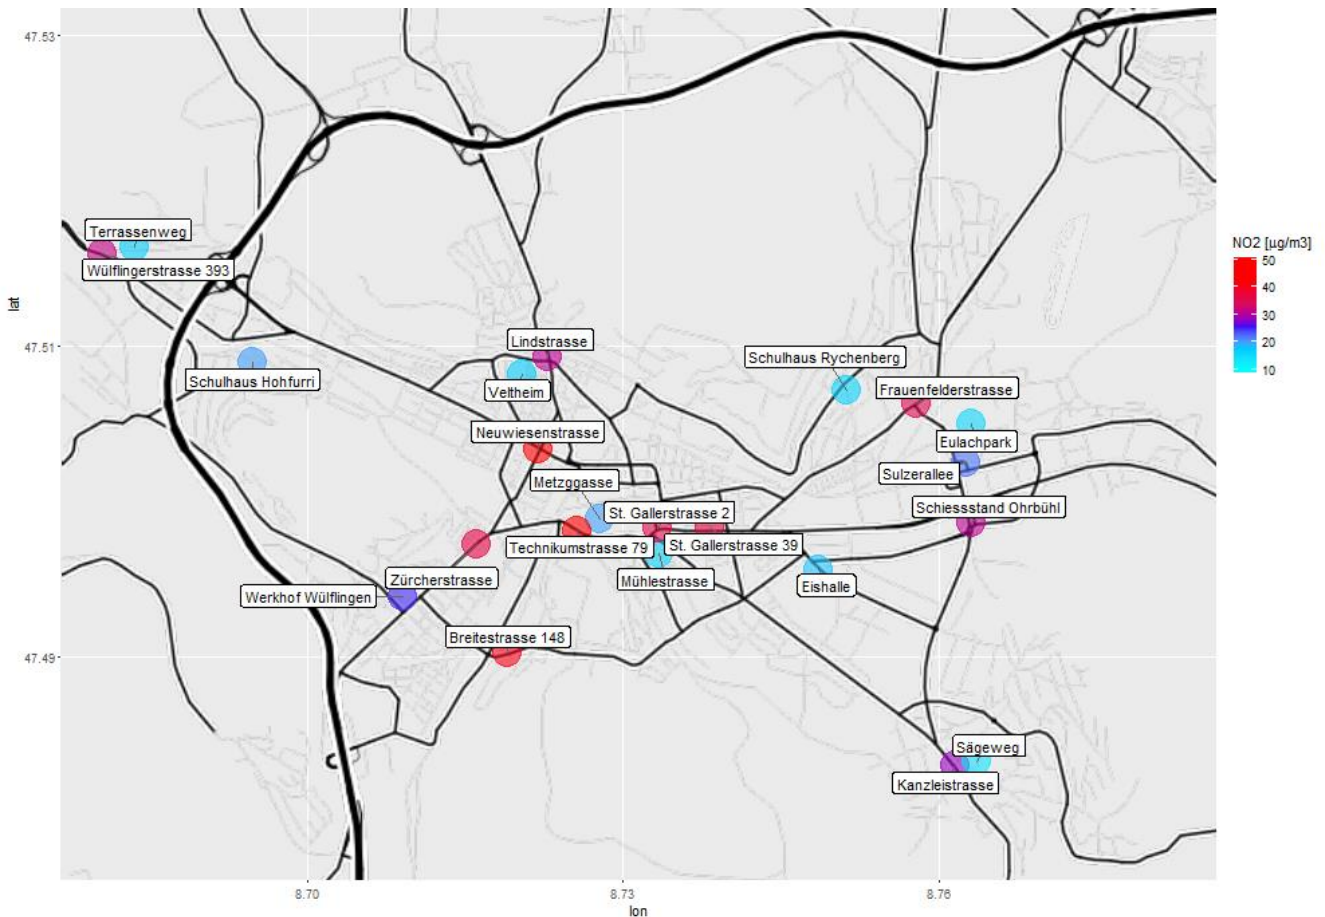 47.53
Terrassenweg
Wülflingerstrasse 393
NO2 [µg/m3]
50
40
30
20
10
lat
47.51
Lindstrasse
Schulhaus Rychenberg
Schulhaus Hohfurri
Veltheim
Frauenfelderstrasse
Neuwiesenstrasse
Eulachpark
Metzggasse
Sulzerallee
St. Gallerstrasse 2
Schiessstand Ohrbühl
Technikumstrasse 79
St. Gallerstrasse 39
Zürcherstrasse
Mühlestrasse
Eishalle
Werkhof Wülflingen
Breitestrasse 148
47.49
Sägeweg
Kanzleistrasse
8.70
8.73
8.76
lon